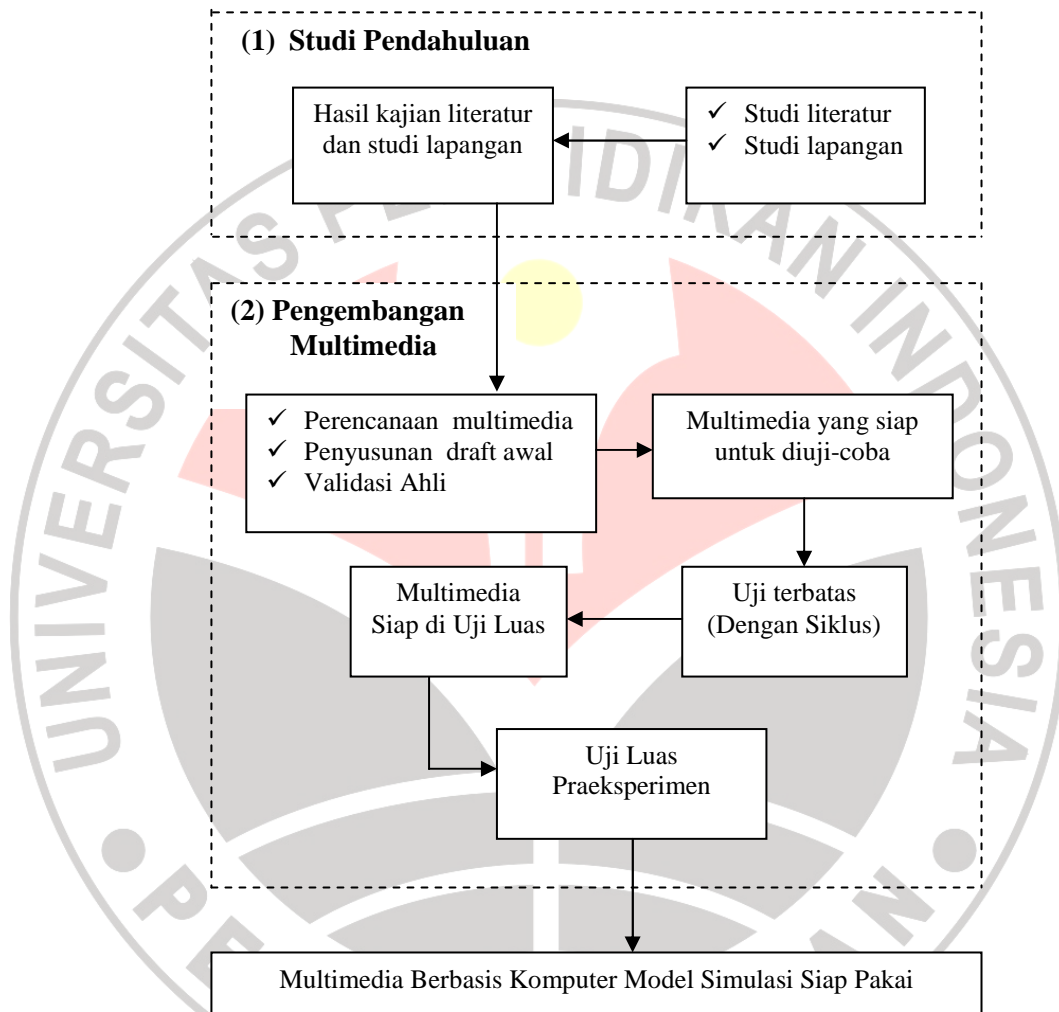 (1) Studi Pendahuluan
Hasil kajian literatur
dan studi lapangan
✓ Studi literatur
✓ Studi lapangan
(2) Pengembangan
Multimedia
✓ Perencanaan multimedia
✓ Penyusunan draft awal
✓ Validasi Ahli
Multimedia yang siap
untuk diuji-coba
Multimedia
Siap di Uji Luas
Uji terbatas
(Dengan Siklus)
Uji Luas
Praeksperimen
Multimedia Berbasis Komputer Model Simulasi Siap Pakai
UNIVERSITAS INDONESIA